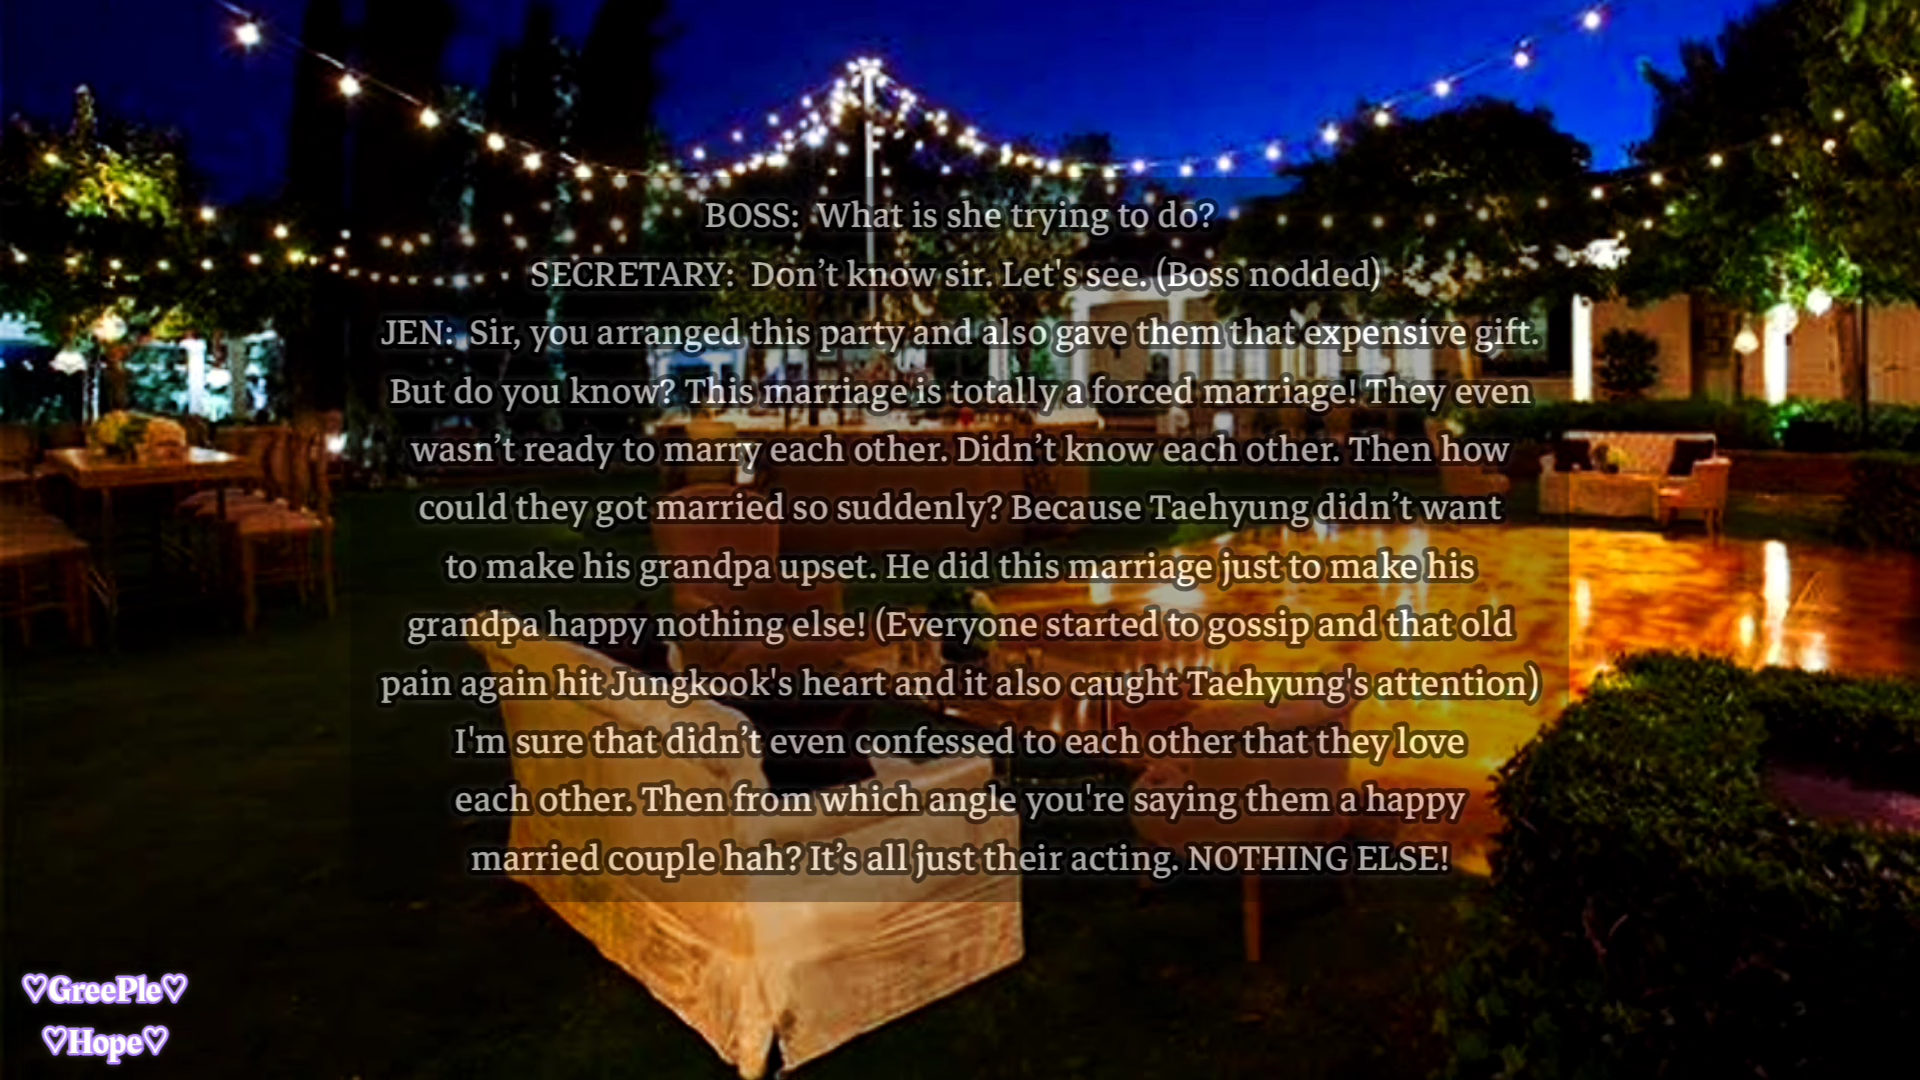 BOSS: What is she trying to do?
SECRETARY: Don’t know sir. Let's see. (Boss nodded)
JEN: Sir, you arranged this party and also gave them that expensive gift.
But do you know? This marriage is totally a forced marriage! They even
wasn’t ready to marry each other. Didn’t know each other. Then how
could they got married so suddenly? Because Taehyung didn’t want
to make his grandpa upset. He did this marriage just to make his
grandpa happy nothing else! (Everyone started to gossip and that old
pain again hit Jungkook's heart and it also caught Taehyung's attention)
I'm sure that didn’t even confessed to each other that they love
each other. Then from which angle you're saying them a happy
married couple hah? It’s all just their acting. NOTHING ELSE!
♡GreePle♡
♡Hope♡